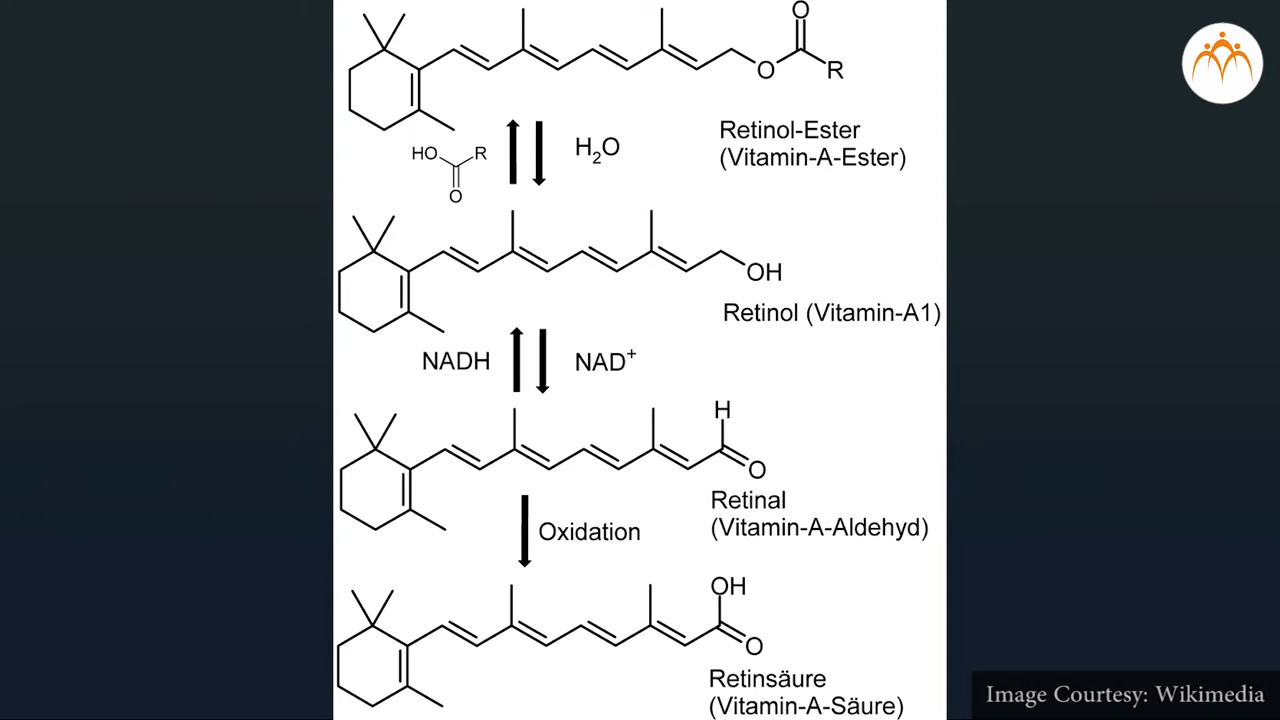 O
O
R
Retinol-Ester
(Vitamin-A-Ester)
HO
R
O
H₂O
OH
Retinol (Vitamin-A1)
NADH
NAD⁺
H
O
Retinal
(Vitamin-A-Aldehyd)
Oxidation
OH
O
Retinsäure
(Vitamin-A-Säure)
Image Courtesy: Wikimedia